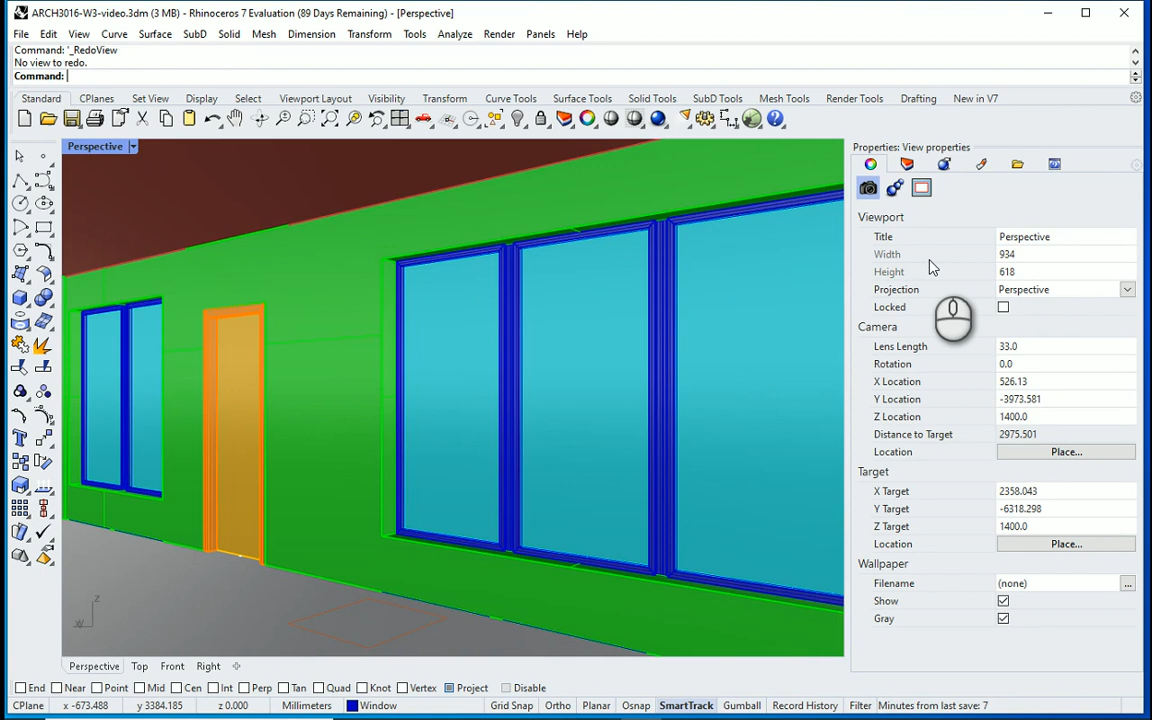 ARCH3016-W3-video.3dm (3 MB) - Rhinoceros 7 Evaluation (89 Days Remaining) - [Perspective]
File Edit View Curve Surface SubD Solid Mesh Dimension Transform Tools Analyze Render Panels Help
Command: '_RedoView
No view to redo.
Command:
Standard CPlanes Set View Display Select Viewport Layout Visibility Transform Curve Tools Surface Tools Solid Tools SubD Tools Mesh Tools Render Tools Drafting New in V7
Perspective
Properties: View properties
Viewport
Title Perspective
Width 934
Height 618
Projection Perspective
Locked
Camera
Lens Length 33.0
Rotation 0.0
X Location 526.13
Y Location -3973.581
Z Location 1400.0
Distance to Target 2975.501
Location Place...
Target
X Target 2358.043
Y Target -6318.298
Z Target 1400.0
Location Place...
Wallpaper
Filename (none) ...
Show
Gray
z
Perspective Top Front Right
End Near Point Mid Cen Int Perp Tan Quad Knot Vertex Project Disable
CPlane x -673.488 y 3384.185 z 0.000 Millimeters Window Grid Snap Ortho Planar Osnap SmartTrack Gumball Record History Filter Minutes from last save: 7